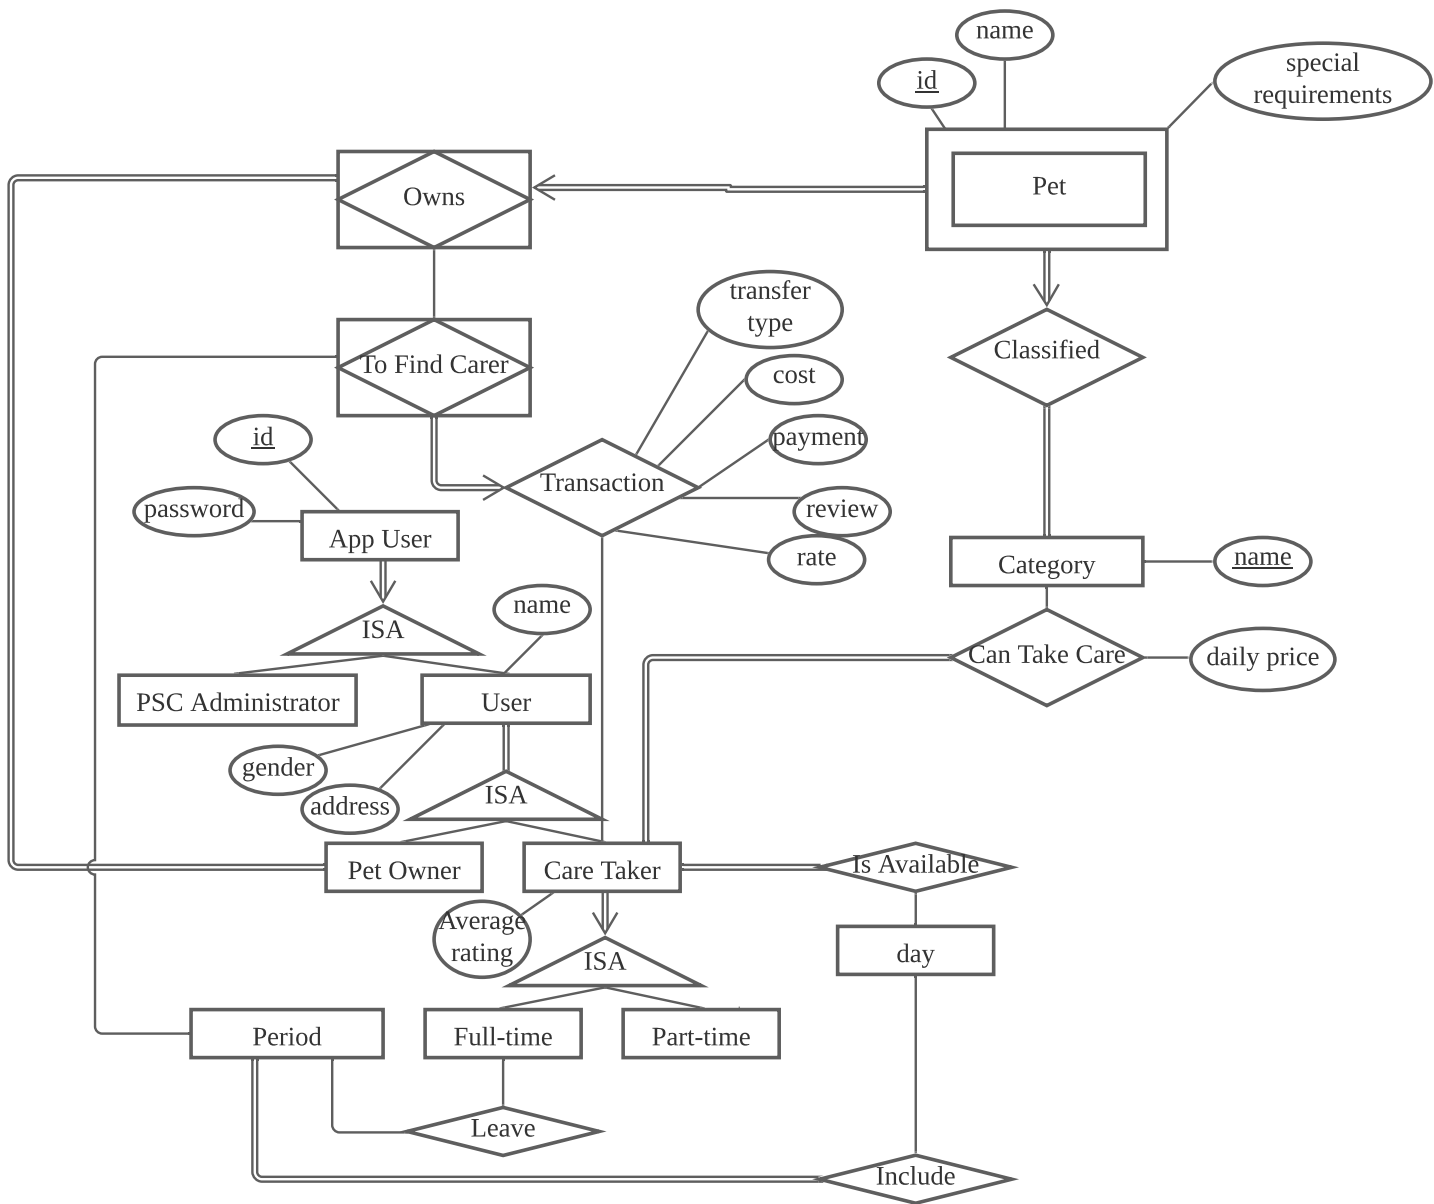 name
id
special
requirements
Pet
Owns
transfer
type
To Find Carer
Classified
cost
id
payment
password
Transaction
review
App User
rate
Category
name
name
ISA
Can Take Care
daily price
PSC Administrator
User
gender
address
ISA
Pet Owner
Care Taker
Is Available
Average
rating
ISA
day
Period
Full-time
Part-time
Leave
Include